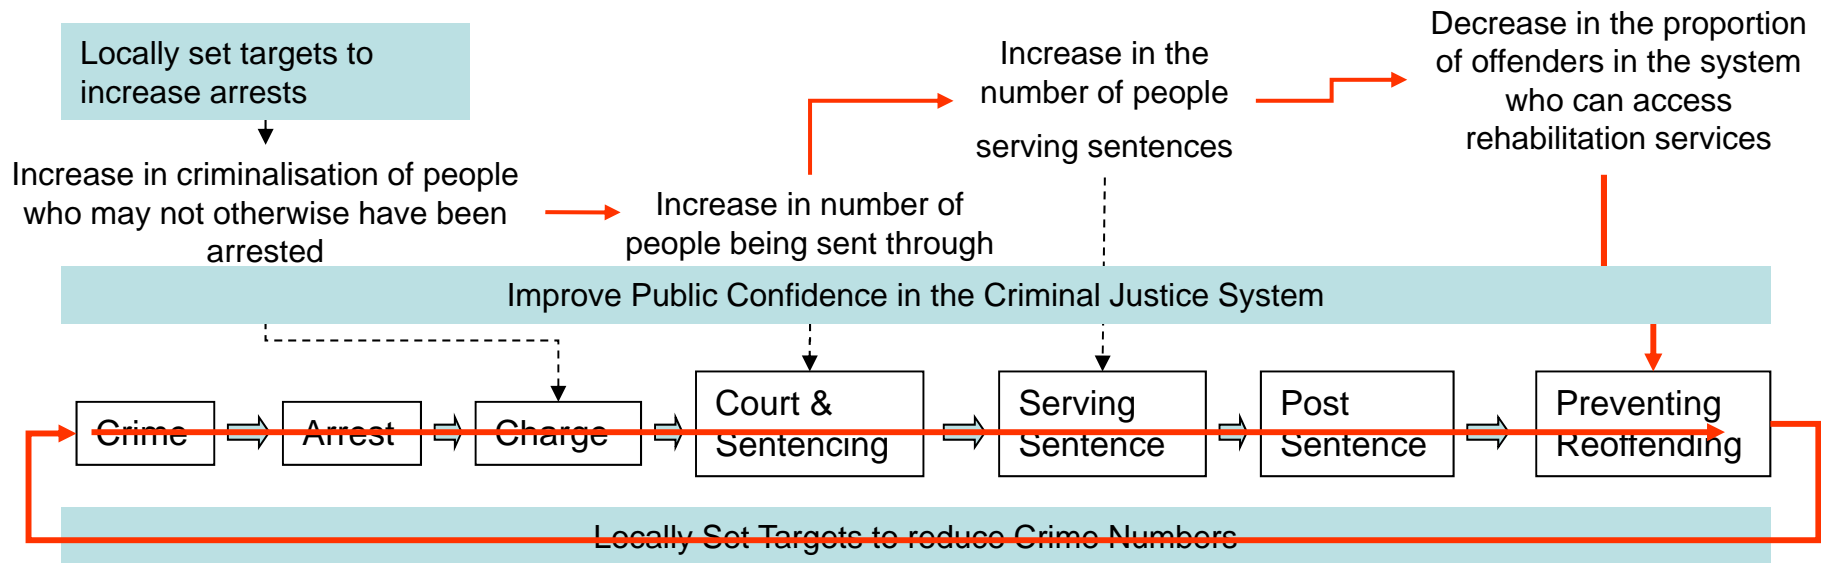 Locally set targets to
increase arrests
Increase in criminalisation of people
who may not otherwise have been
arrested
Increase in number of
people being sent through
Increase in the
number of people
serving sentences
Decrease in the proportion
of offenders in the system
who can access
rehabilitation services
Improve Public Confidence in the Criminal Justice System
Crime
Arrest
Charge
Court &
Sentencing
Serving
Sentence
Post
Sentence
Preventing
Reoffending
Locally Set Targets to reduce Crime Numbers